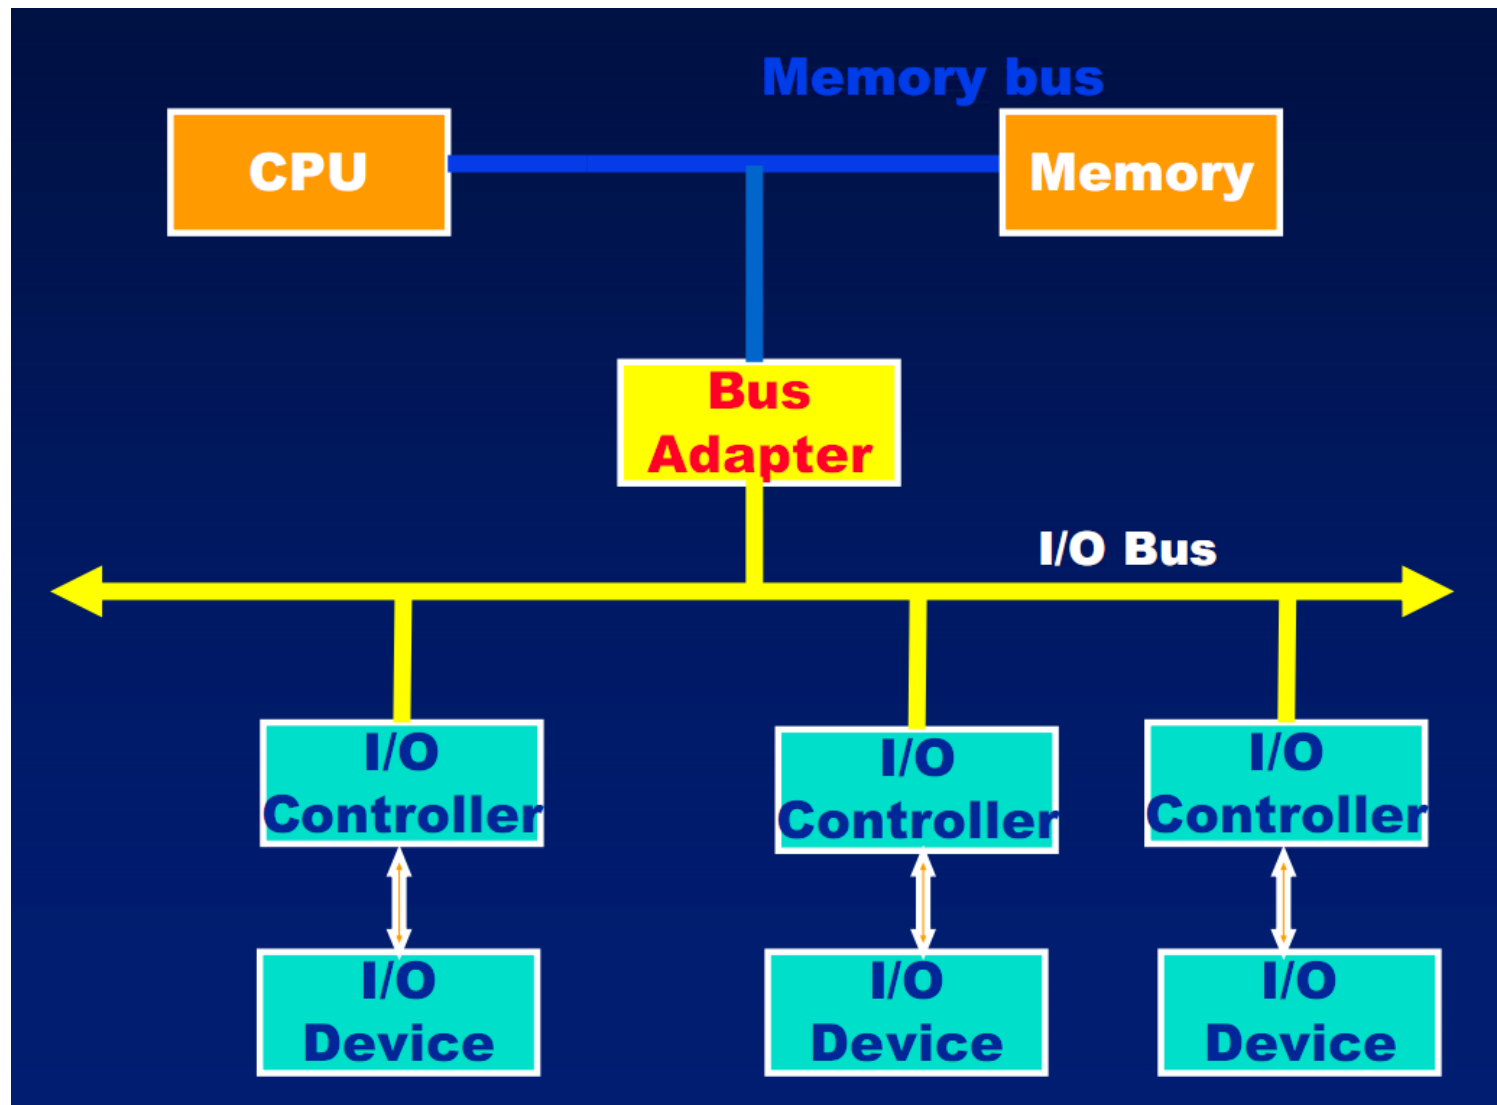 Memory bus
CPU
Memory
Bus
Adapter
I/O Bus
I/O
Controller
I/O
Controller
I/O
Controller
I/O
Device
I/O
Device
I/O
Device